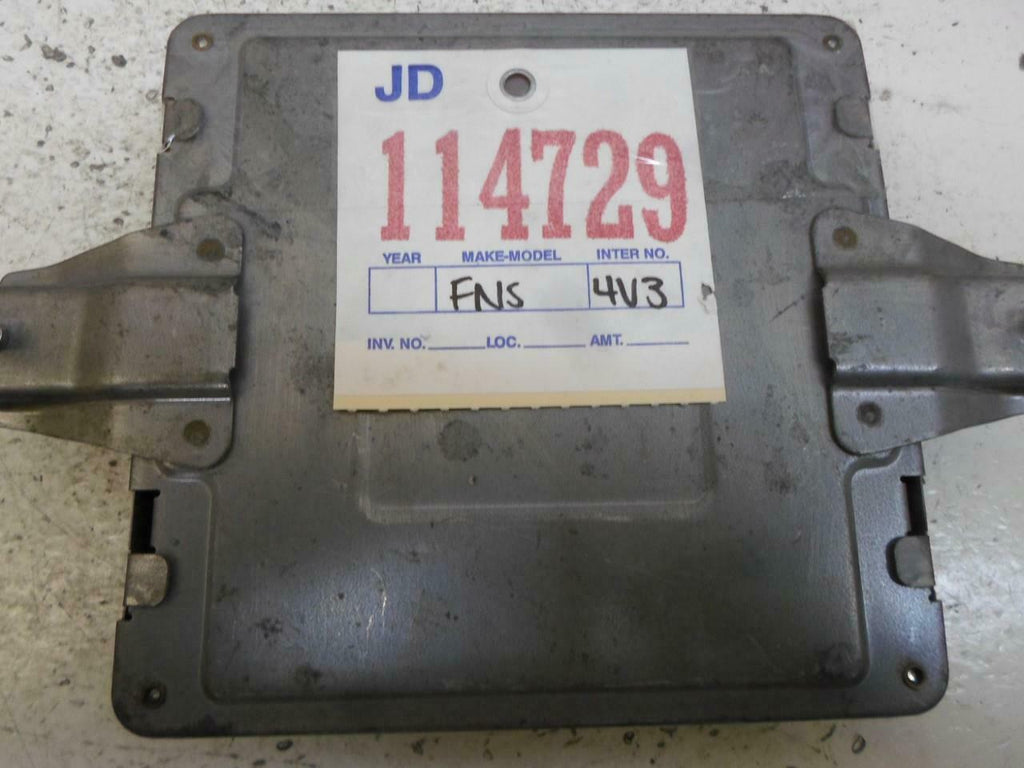 JD
114729
YEAR MAKE-MODEL INTER NO.
FNS 4V3
INV. NO. LOC. AMT.